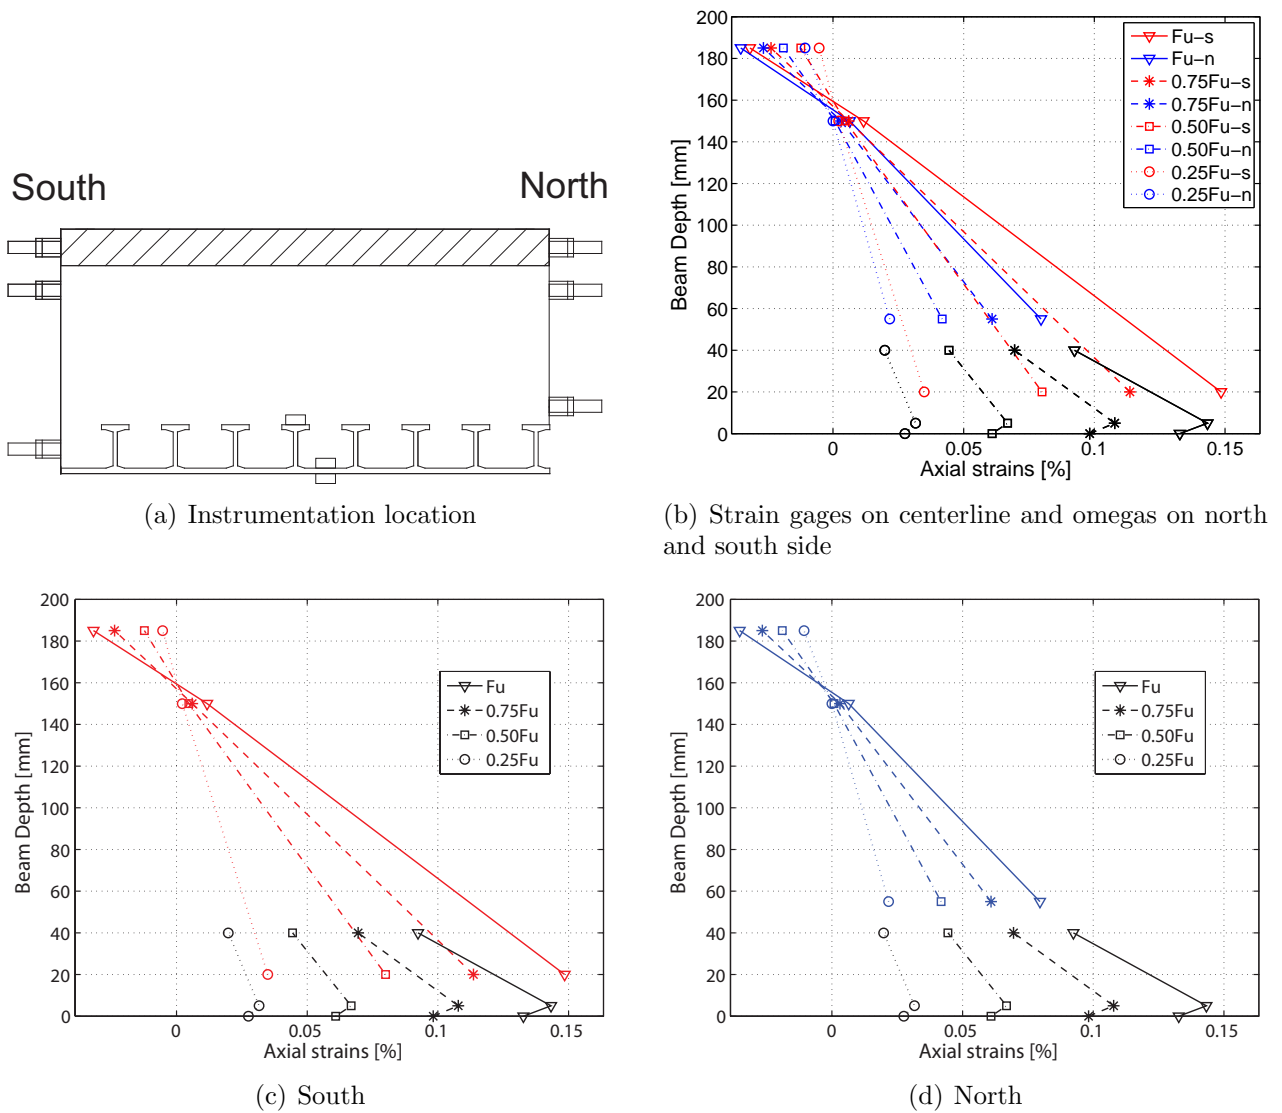 South
North
(a) Instrumentation location
200
180
160
140
120
100
80
60
40
20
0
Beam Depth [mm]
0
0.05
0.1
0.15
Axial strains [%]
Fu-s
Fu-n
0.75Fu-s
0.75Fu-n
0.50Fu-s
0.50Fu-n
0.25Fu-s
0.25Fu-n
(b) Strain gages on centerline and omegas on north
and south side
200
180
160
140
120
100
80
60
40
20
0
Beam Depth [mm]
0
0.05
0.1
0.15
Axial strains [%]
Fu
0.75Fu
0.50Fu
0.25Fu
(c) South
200
180
160
140
120
100
80
60
40
20
0
Beam Depth [mm]
0
0.05
0.1
0.15
Axial strains [%]
Fu
0.75Fu
0.50Fu
0.25Fu
(d) North